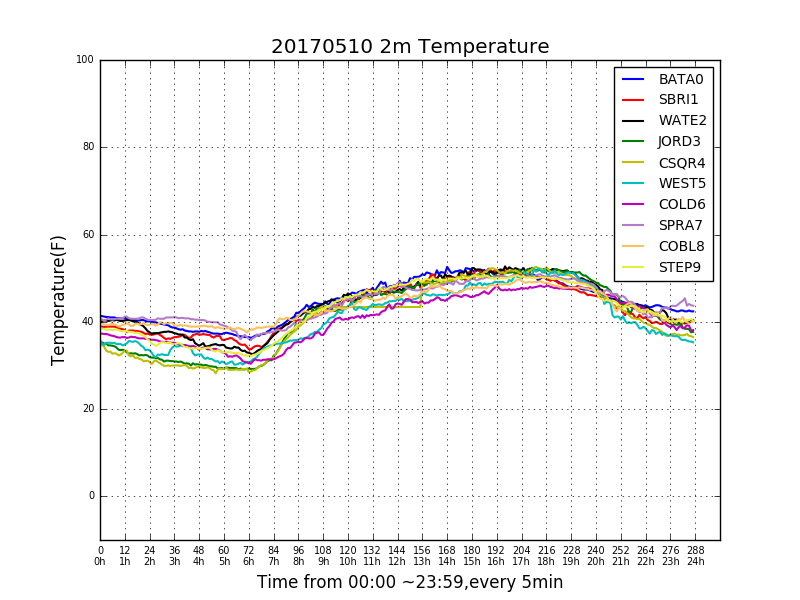 20170510 2m Temperature
100
80
60
40
20
0
Temperature(F)
BATA0
SBRI1
WATE2
JORD3
CSQR4
WEST5
COLD6
SPRA7
COBL8
STEP9
0 12 24 36 48 60 72 84 96 108 120 132 144 156 168 180 192 204 216 228 240 252 264 276 288
0h 1h 2h 3h 4h 5h 6h 7h 8h 9h 10h 11h 12h 13h 14h 15h 16h 17h 18h 19h 20h 21h 22h 23h 24h
Time from 00:00 ~23:59,every 5min